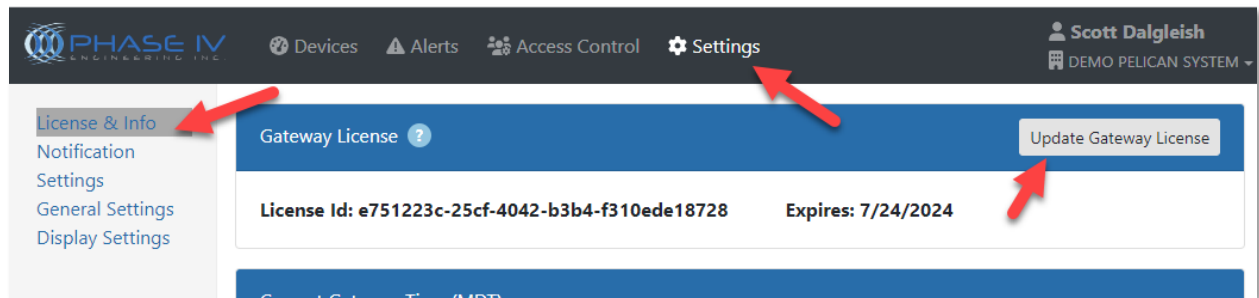 PHASE IV
ENGINEERING INC.
Devices
Alerts
Access Control
Settings
Scott Dalgleish
DEMO PELICAN SYSTEM
License & Info
Notification
Settings
General Settings
Display Settings
Gateway License ?
Update Gateway License
License Id: e751223c-25cf-4042-b3b4-f310ede18728 Expires: 7/24/2024